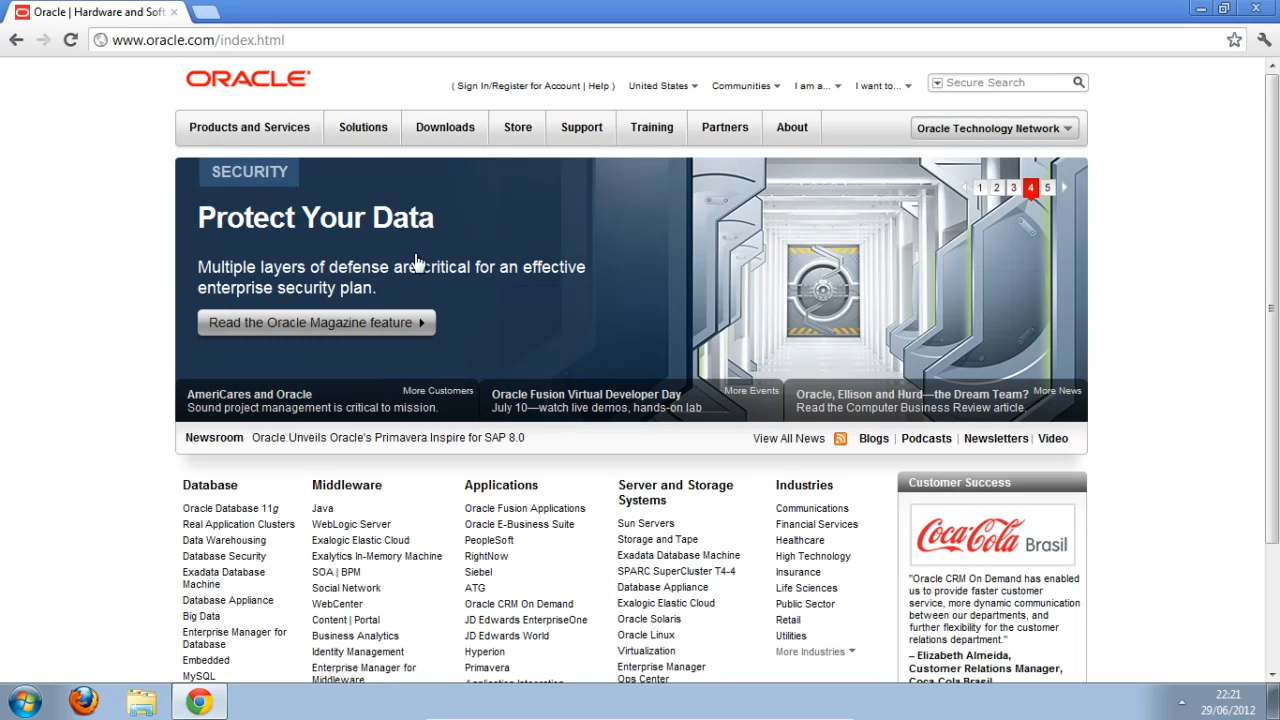 Oracle | Hardware and Soft
www.oracle.com/index.html
ORACLE
( Sign In/Register for Account | Help ) United States Communities I am a... I want to... Secure Search
Products and Services Solutions Downloads Store Support Training Partners About Oracle Technology Network
SECURITY
1 2 3 4 5
Protect Your Data
Multiple layers of defense are critical for an effective
enterprise security plan.
Read the Oracle Magazine feature
AmeriCares and Oracle More Customers
Sound project management is critical to mission.
Oracle Fusion Virtual Developer Day More Events
July 10—watch live demos, hands-on lab
Oracle, Ellison and Hurd—the Dream Team? More News
Read the Computer Business Review article.
Newsroom Oracle Unveils Oracle's Primavera Inspire for SAP 8.0 View All News Blogs | Podcasts | Newsletters | Video
Database
Oracle Database 11g
Real Application Clusters
Data Warehousing
Database Security
Exadata Database
Machine
Database Appliance
Big Data
Enterprise Manager for
Database
Embedded
MySQL
Middleware
Java
WebLogic Server
Exalogic Elastic Cloud
Exalytics In-Memory Machine
SOA | BPM
Social Network
WebCenter
Content | Portal
Business Analytics
Identity Management
Enterprise Manager for
Middleware
Applications
Oracle Fusion Applications
Oracle E-Business Suite
PeopleSoft
RightNow
Siebel
ATG
Oracle CRM On Demand
JD Edwards EnterpriseOne
JD Edwards World
Hyperion
Primavera
Application Integration
Server and Storage
Systems
Sun Servers
Storage and Tape
Exadata Database Machine
SPARC SuperCluster T4-4
Database Appliance
Exalogic Elastic Cloud
Oracle Solaris
Oracle Linux
Virtualization
Enterprise Manager
Ops Center
Industries
Communications
Financial Services
Healthcare
High Technology
Insurance
Life Sciences
Public Sector
Retail
Utilities
More Industries
Customer Success
Coca-Cola Brasil
"Oracle CRM On Demand has enabled
us to provide faster customer
service, more dynamic communication
between our departments, and
further flexibility for the customer
relations department."
– Elizabeth Almeida,
Customer Relations Manager,
Coca Cola Brasil
22:21
29/06/2012